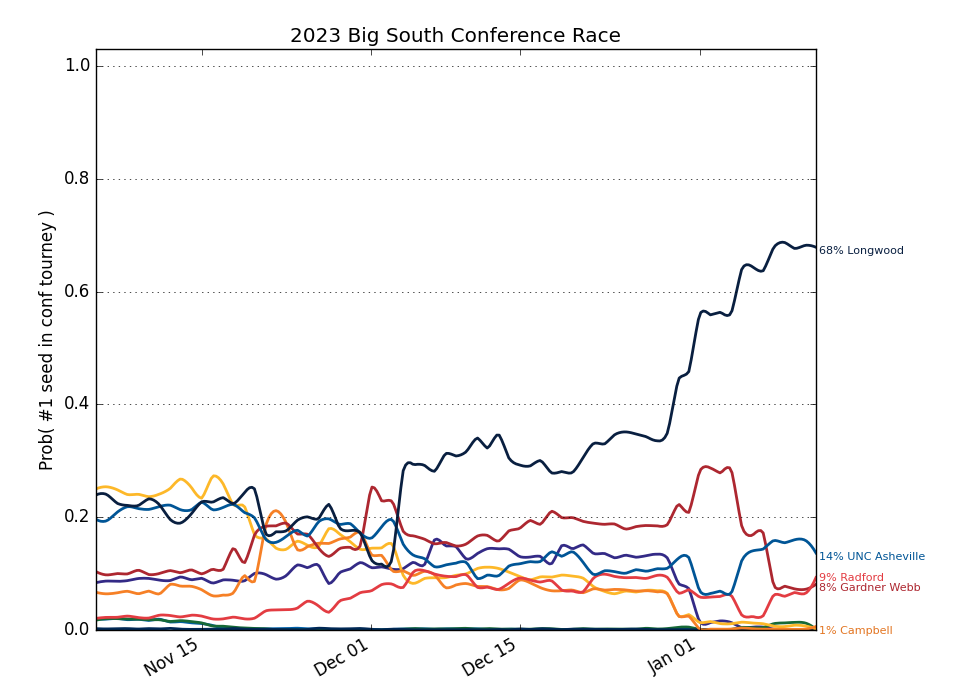 2023 Big South Conference Race
Prob( #1 seed in conf tourney )
1.0
0.8
0.6
0.4
0.2
0.0
Nov 15
Dec 01
Dec 15
Jan 01
68% Longwood
14% UNC Asheville
9% Radford
8% Gardner Webb
1% Campbell